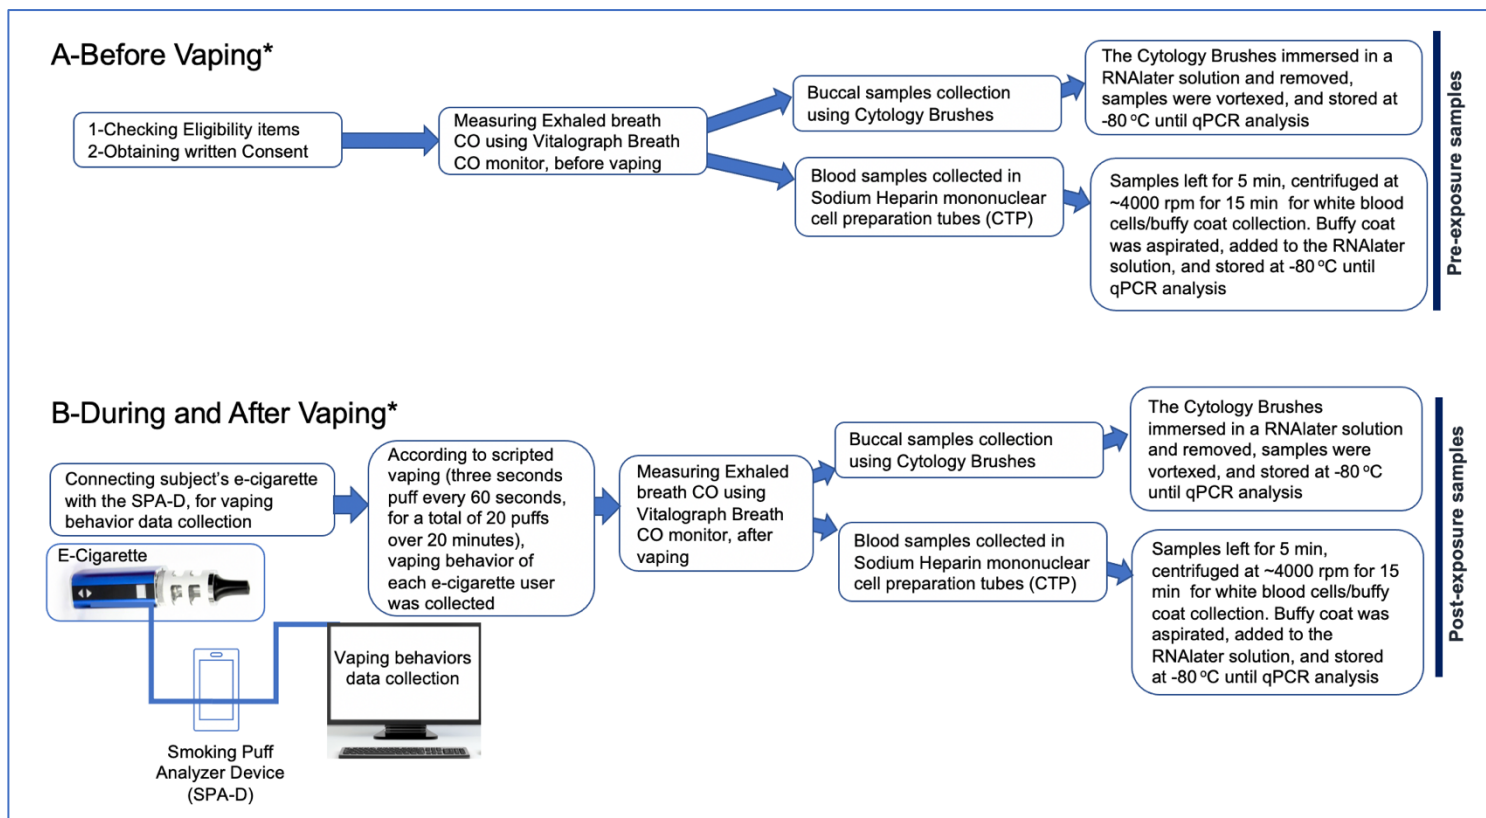 A-Before Vaping*
1-Checking Eligibility items
2-Obtaining written Consent
Measuring Exhaled breath
CO using Vitalograph Breath
CO monitor, before vaping
Buccal samples collection
using Cytology Brushes
The Cytology Brushes immersed in a
RNAlater solution and removed,
samples were vortexed, and stored at
-80 °C until qPCR analysis
Blood samples collected in
Sodium Heparin mononuclear
cell preparation tubes (CTP)
Samples left for 5 min, centrifuged at
~4000 rpm for 15 min for white blood
cells/buffy coat collection. Buffy coat
was aspirated, added to the RNAlater
solution, and stored at -80 °C until
qPCR analysis
Pre-exposure samples
B-During and After Vaping*
Connecting subject's e-cigarette
with the SPA-D, for vaping
behavior data collection
E-Cigarette
Smoking Puff
Analyzer Device
(SPA-D)
Vaping behaviors
data collection
According to scripted
vaping (three seconds
puff every 60 seconds,
for a total of 20 puffs
over 20 minutes),
vaping behavior of
each e-cigarette user
was collected
Measuring Exhaled
breath CO using
Vitalograph Breath
CO monitor, after
vaping
Buccal samples collection
using Cytology Brushes
The Cytology Brushes
immersed in a RNAlater solution
and removed, samples were
vortexed, and stored at -80 °C
until qPCR analysis
Blood samples collected in
Sodium Heparin mononuclear
cell preparation tubes (CTP)
Samples left for 5 min,
centrifuged at ~4000 rpm for 15
min for white blood cells/buffy
coat collection. Buffy coat was
aspirated, added to the
RNAlater solution, and stored
at -80 °C until qPCR analysis
Post-exposure samples